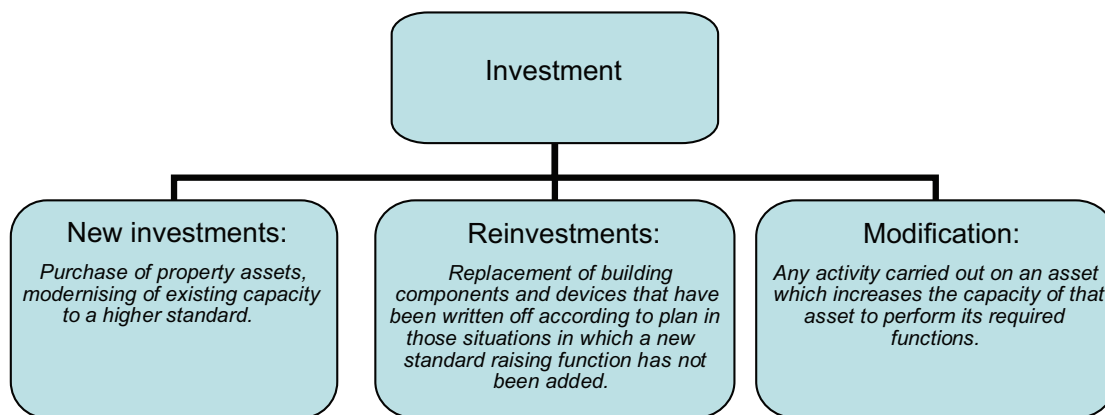 Investment
New investments:
Purchase of property assets,
modernising of existing capacity
to a higher standard.
Reinvestments:
Replacement of building
components and devices that have
been written off according to plan in
those situations in which a new
standard raising function has not
been added.
Modification:
Any activity carried out on an asset
which increases the capacity of that
asset to perform its required
functions.